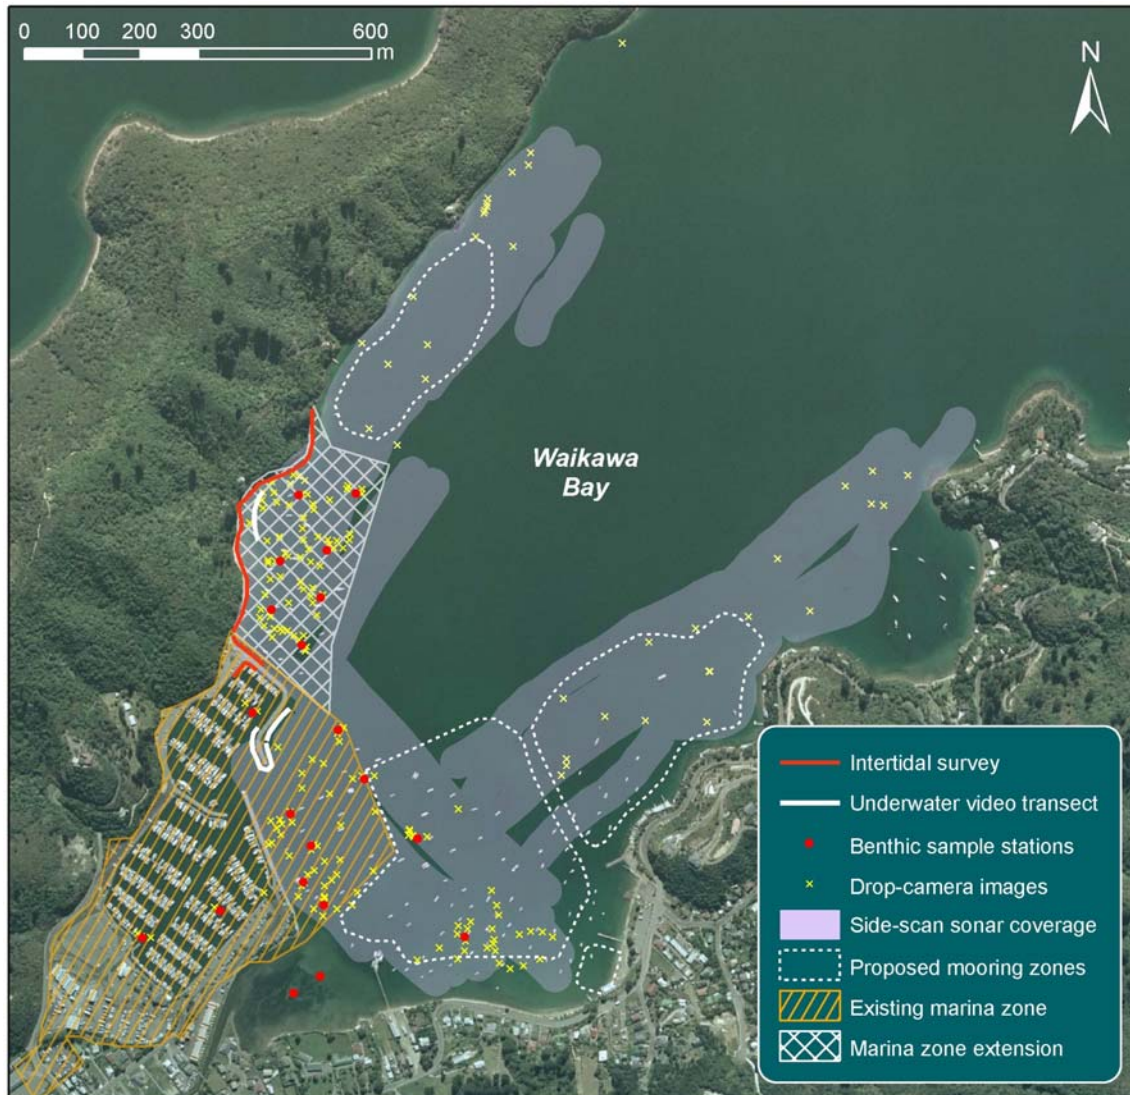 0 100 200 300 600
m
N
Waikawa
Bay
Intertidal survey
Underwater video transect
Benthic sample stations
Drop-camera images
Side-scan sonar coverage
Proposed mooring zones
Existing marina zone
Marina zone extension